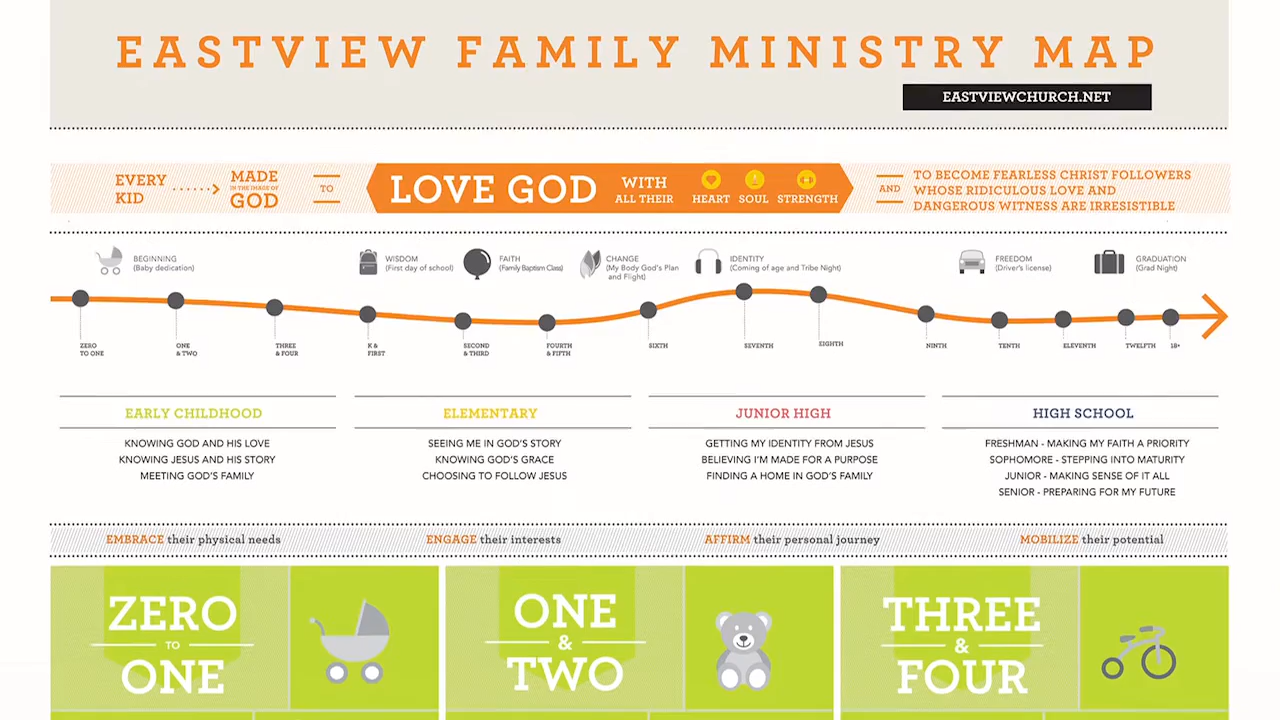 EASTVIEW FAMILY MINISTRY MAP
EASTVIEWCHURCH.NET
EVERY
KID
MADE
IN THE IMAGE OF
GOD
TO
LOVE GOD
WITH
ALL THEIR
HEART
SOUL
STRENGTH
AND
TO BECOME FEARLESS CHRIST FOLLOWERS
WHOSE RIDICULOUS LOVE AND
DANGEROUS WITNESS ARE IRRESISTIBLE
BEGINNING
(Baby dedication)
WISDOM
(First day of school)
FAITH
(Family Baptism Class)
CHANGE
(My Body God's Plan
and Flight)
IDENTITY
(Coming of age and Tribe Night)
FREEDOM
(Driver's license)
GRADUATION
(Grad Night)
ZERO
TO ONE
ONE
& TWO
THREE
& FOUR
K &
FIRST
SECOND
& THIRD
FOURTH
& FIFTH
SIXTH
SEVENTH
EIGHTH
NINTH
TENTH
ELEVENTH
TWELFTH
18+
EARLY CHILDHOOD
KNOWING GOD AND HIS LOVE
KNOWING JESUS AND HIS STORY
MEETING GOD'S FAMILY
ELEMENTARY
SEEING ME IN GOD'S STORY
KNOWING GOD'S GRACE
CHOOSING TO FOLLOW JESUS
JUNIOR HIGH
GETTING MY IDENTITY FROM JESUS
BELIEVING I'M MADE FOR A PURPOSE
FINDING A HOME IN GOD'S FAMILY
HIGH SCHOOL
FRESHMAN - MAKING MY FAITH A PRIORITY
SOPHOMORE - STEPPING INTO MATURITY
JUNIOR - MAKING SENSE OF IT ALL
SENIOR - PREPARING FOR MY FUTURE
EMBRACE their physical needs
ENGAGE their interests
AFFIRM their personal journey
MOBILIZE their potential
ZERO
TO
ONE
ONE
&
TWO
THREE
&
FOUR